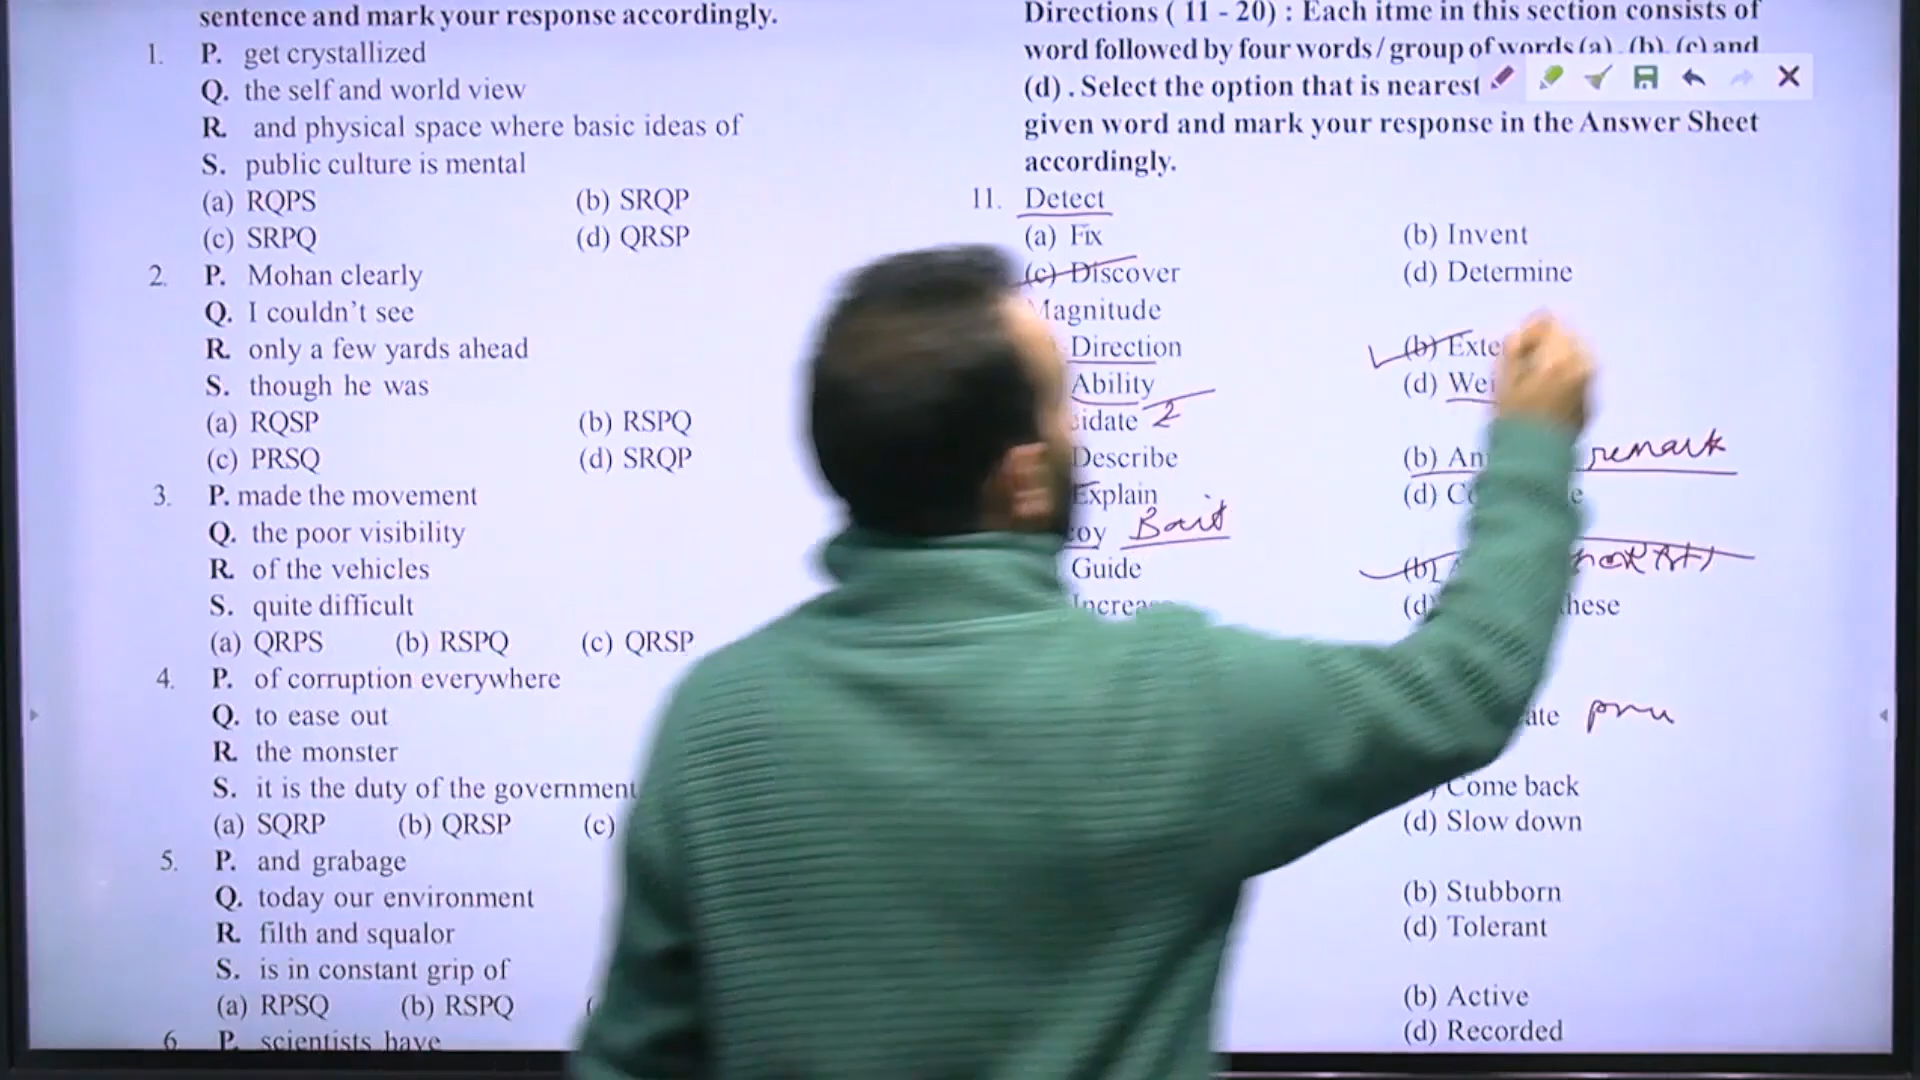 sentence and mark your response accordingly.
1. P. get crystallized
Q. the self and world view
R. and physical space where basic ideas of
S. public culture is mental
(a) RQPS (b) SRQP
(c) SRPQ (d) QRSP
2. P. Mohan clearly
Q. I couldn't see
R. only a few yards ahead
S. though he was
(a) RQSP (b) RSPQ
(c) PRSQ (d) SRQP
3. P. made the movement
Q. the poor visibility
R. of the vehicles
S. quite difficult
(a) QRPS (b) RSPQ (c) QRSP
4. P. of corruption everywhere
Q. to ease out
R. the monster
S. it is the duty of the government
(a) SQRP (b) QRSP (c)
5. P. and grabage
Q. today our environment
R. filth and squalor
S. is in constant grip of
(a) RPSQ (b) RSPQ
6. P. scientists have
Directions ( 11 - 20) : Each itme in this section consists of
word followed by four words / group of words (a), (b), (c) and
(d) . Select the option that is nearest
given word and mark your response in the Answer Sheet
accordingly.
11. Detect
(a) Fix (b) Invent
(c) Discover (d) Determine
Magnitude
Direction (b)
Ability (d)
2
Describe (b) remark
Explain (d)
Bait
Guide (b)
(d) these
Come back
(d) Slow down
(b) Stubborn
(d) Tolerant
(b) Active
(d) Recorded